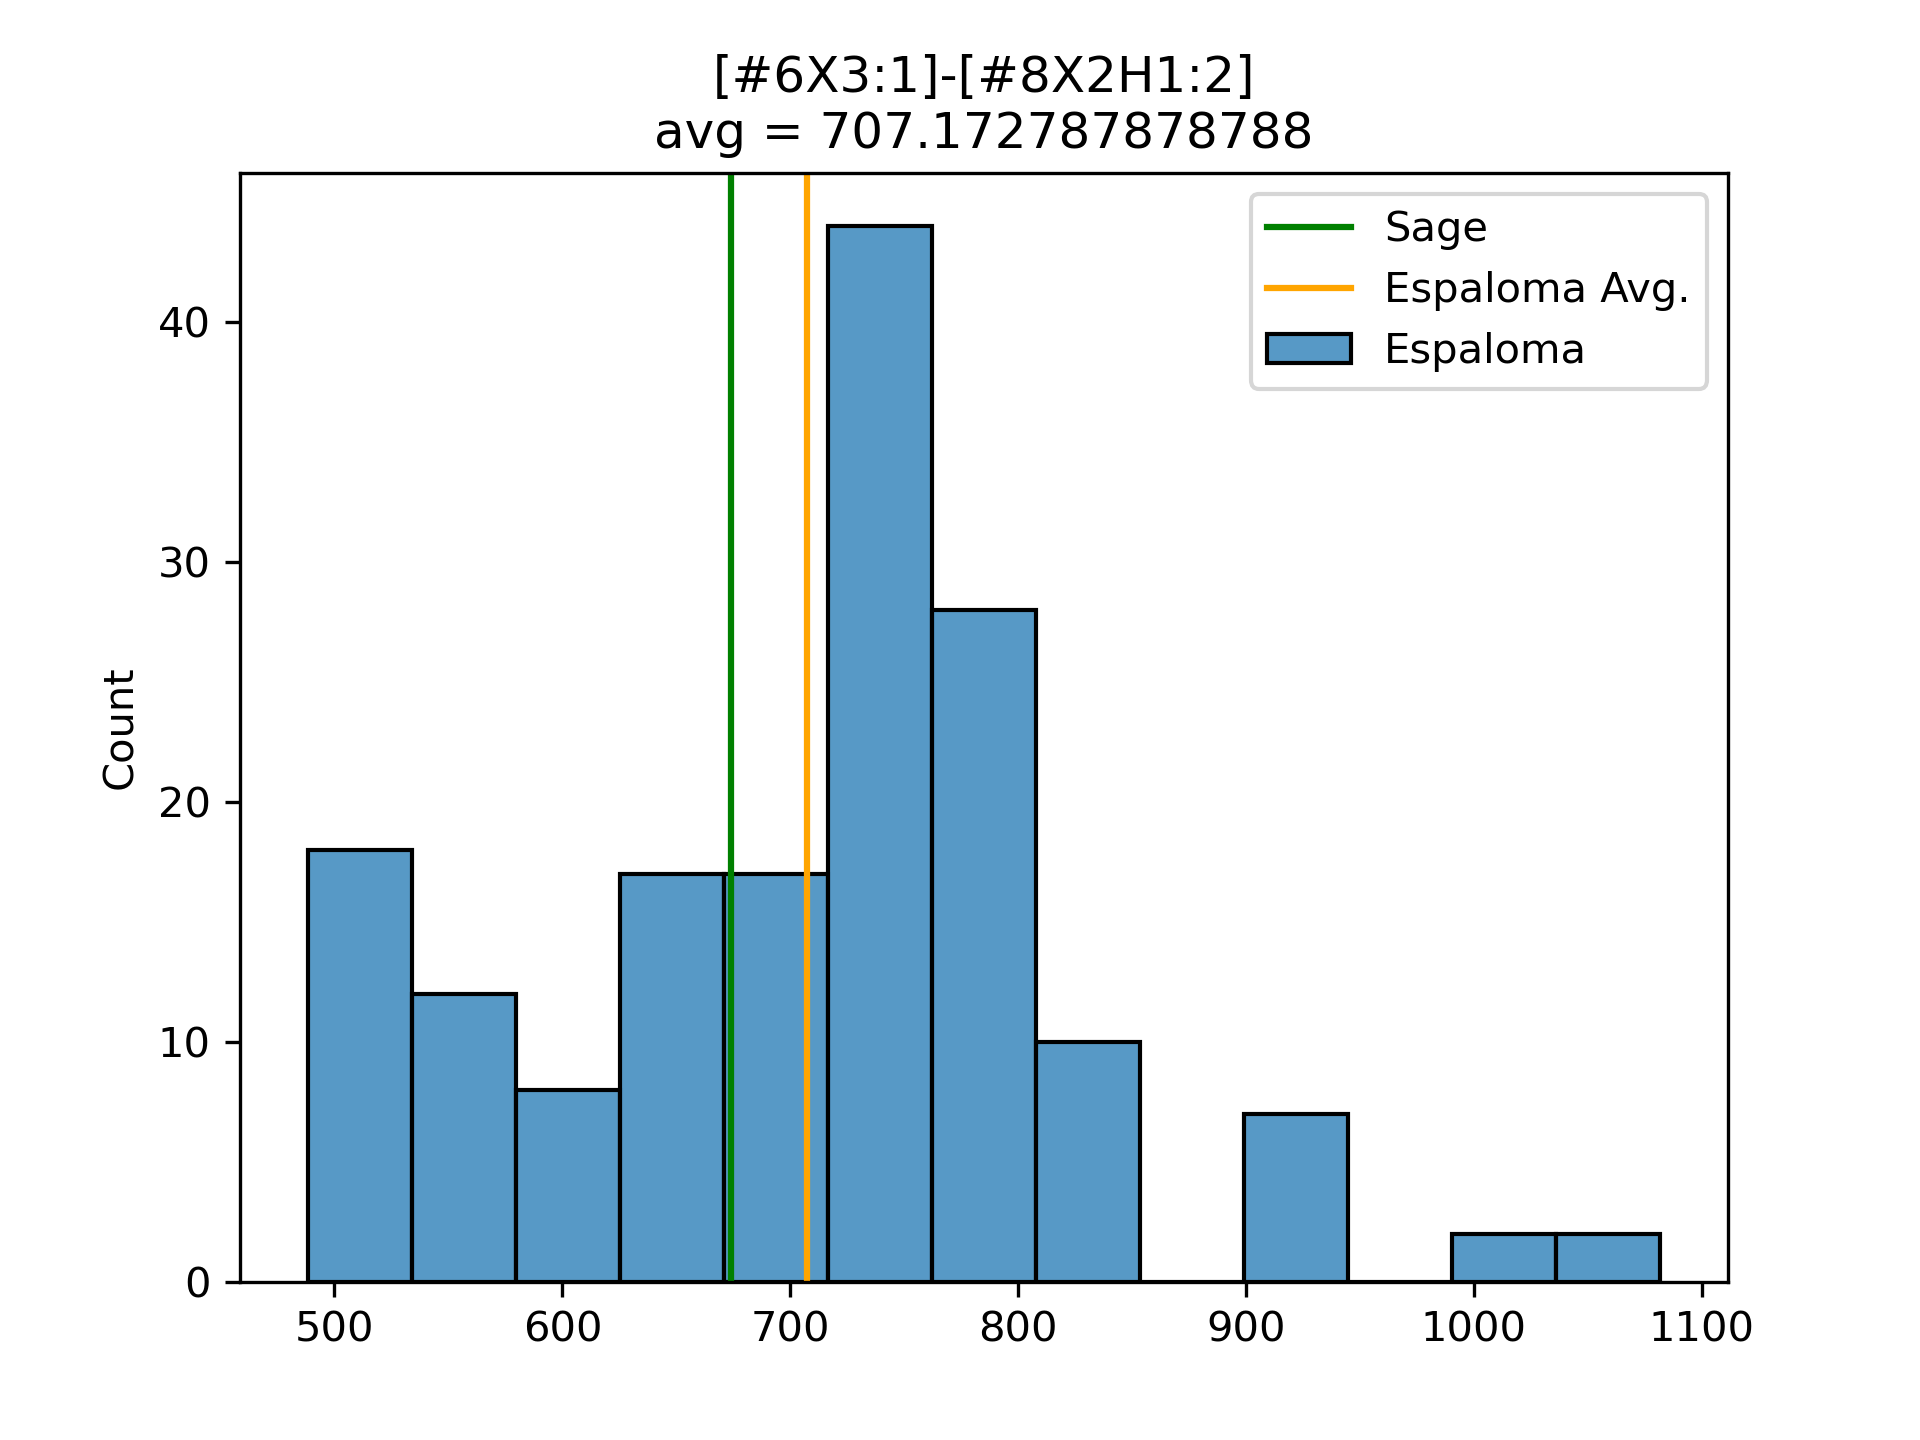 [#6X3:1]-[#8X2H1:2]
avg = 707.172787878788
Sage
Espaloma Avg.
Espaloma
Count
40
30
20
10
0
500 600 700 800 900 1000 1100